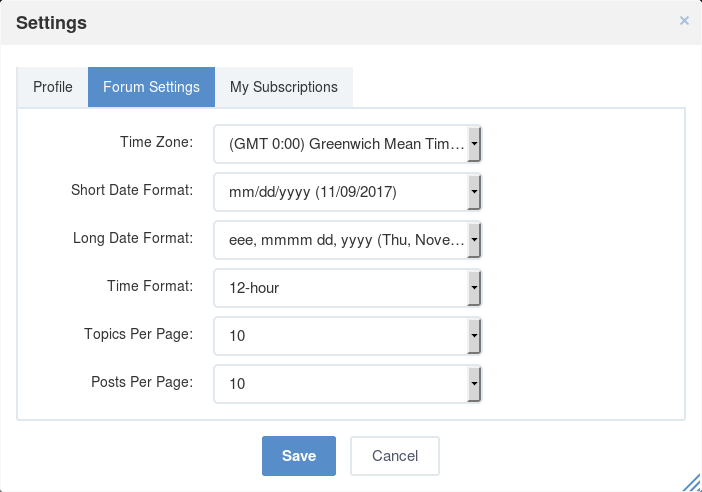 Settings ×
Profile Forum Settings My Subscriptions
Time Zone: (GMT 0:00) Greenwich Mean Tim...
Short Date Format: mm/dd/yyyy (11/09/2017)
Long Date Format: eee, mmmm dd, yyyy (Thu, Nove...
Time Format: 12-hour
Topics Per Page: 10
Posts Per Page: 10
Save Cancel